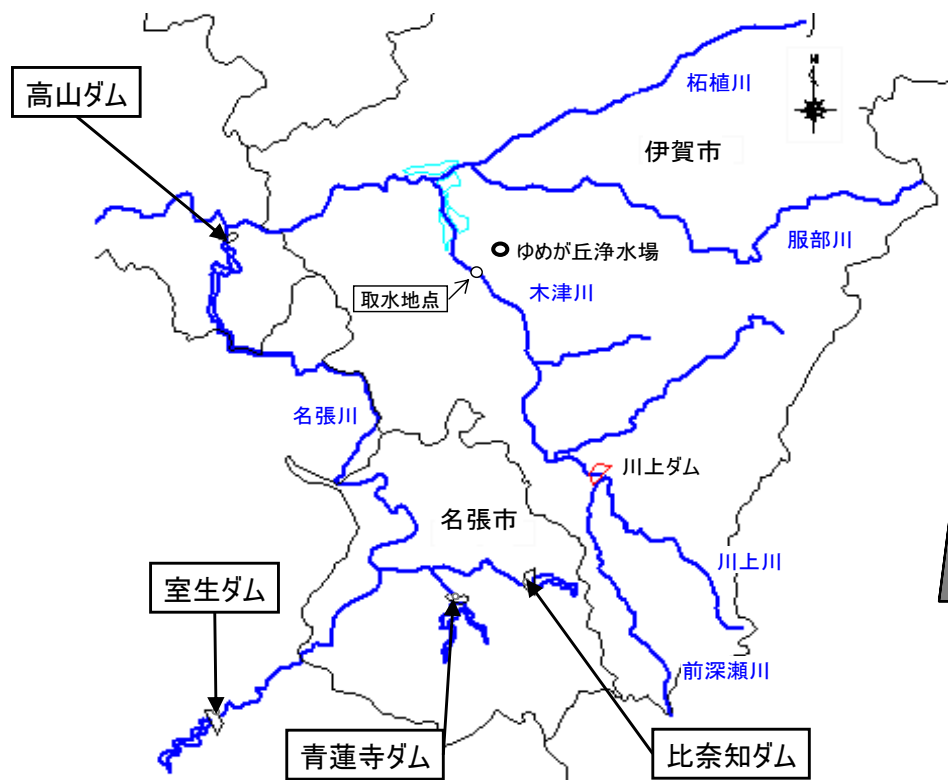 柘植川
高山ダム
伊賀市
服部川
ゆめが丘浄水場
取水地点
木津川
名張川
川上ダム
名張市
川上川
室生ダム
前深瀬川
青蓮寺ダム
比奈知ダム